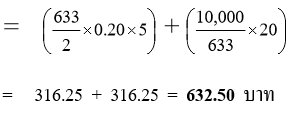 = (633/2 ×0.20×5) + (10,000/633 ×20)
= 316.25 + 316.25 = 632.50 บาท